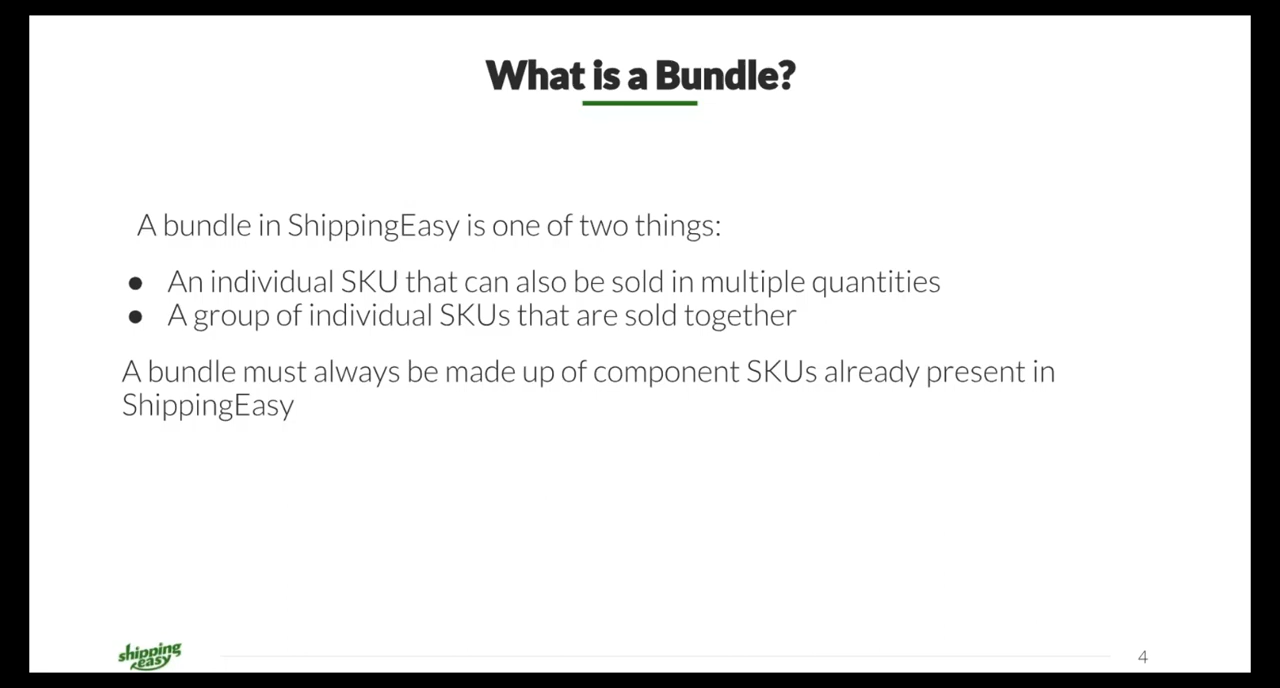 What is a Bundle?
A bundle in ShippingEasy is one of two things:
● An individual SKU that can also be sold in multiple quantities
● A group of individual SKUs that are sold together
A bundle must always be made up of component SKUs already present in
ShippingEasy
shipping
easy
4